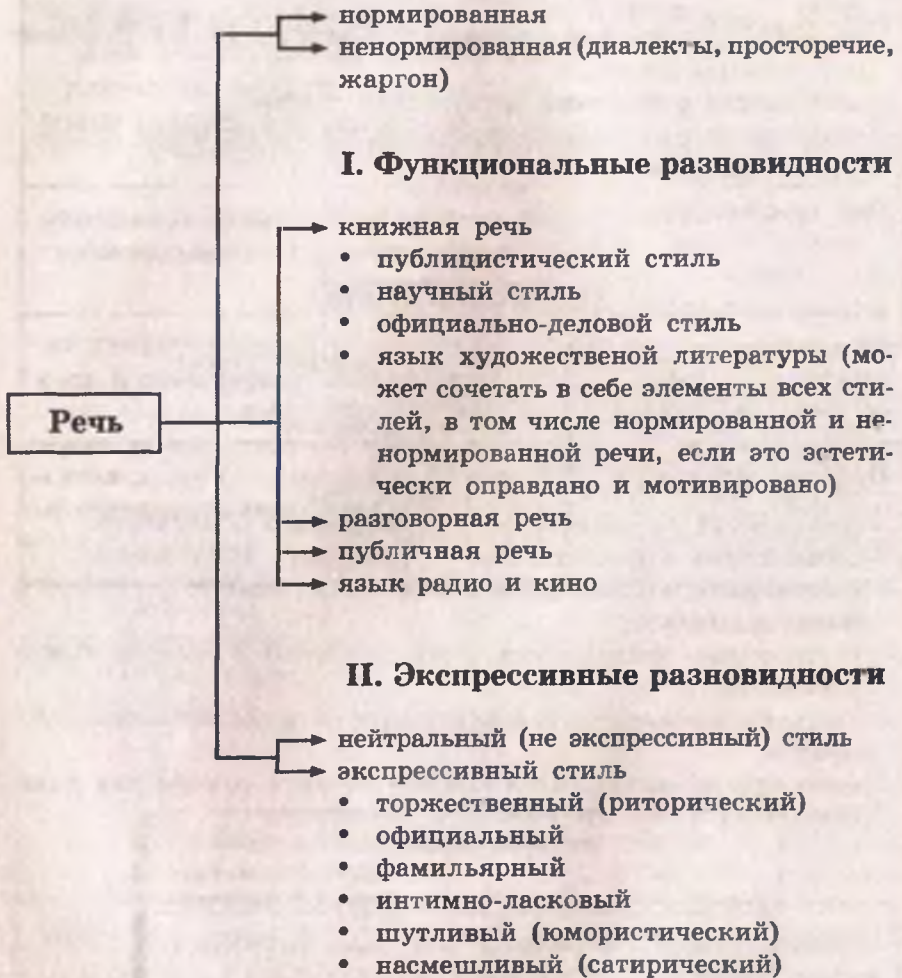 нормированная
ненормированная (диалекты, просторечие,
жаргон)
I. Функциональные разновидности
книжная речь
• публицистический стиль
• научный стиль
• официально-деловой стиль
• язык художественой литературы (мо-
жет сочетать в себе элементы всех сти-
лей, в том числе нормированной и не-
нормированной речи, если это эстети-
чески оправдано и мотивировано)
Речь
разговорная речь
публичная речь
язык радио и кино
II. Экспрессивные разновидности
нейтральный (не экспрессивный) стиль
экспрессивный стиль
• торжественный (риторический)
• официальный
• фамильярный
• интимно-ласковый
• шутливый (юмористический)
• насмешливый (сатирический)